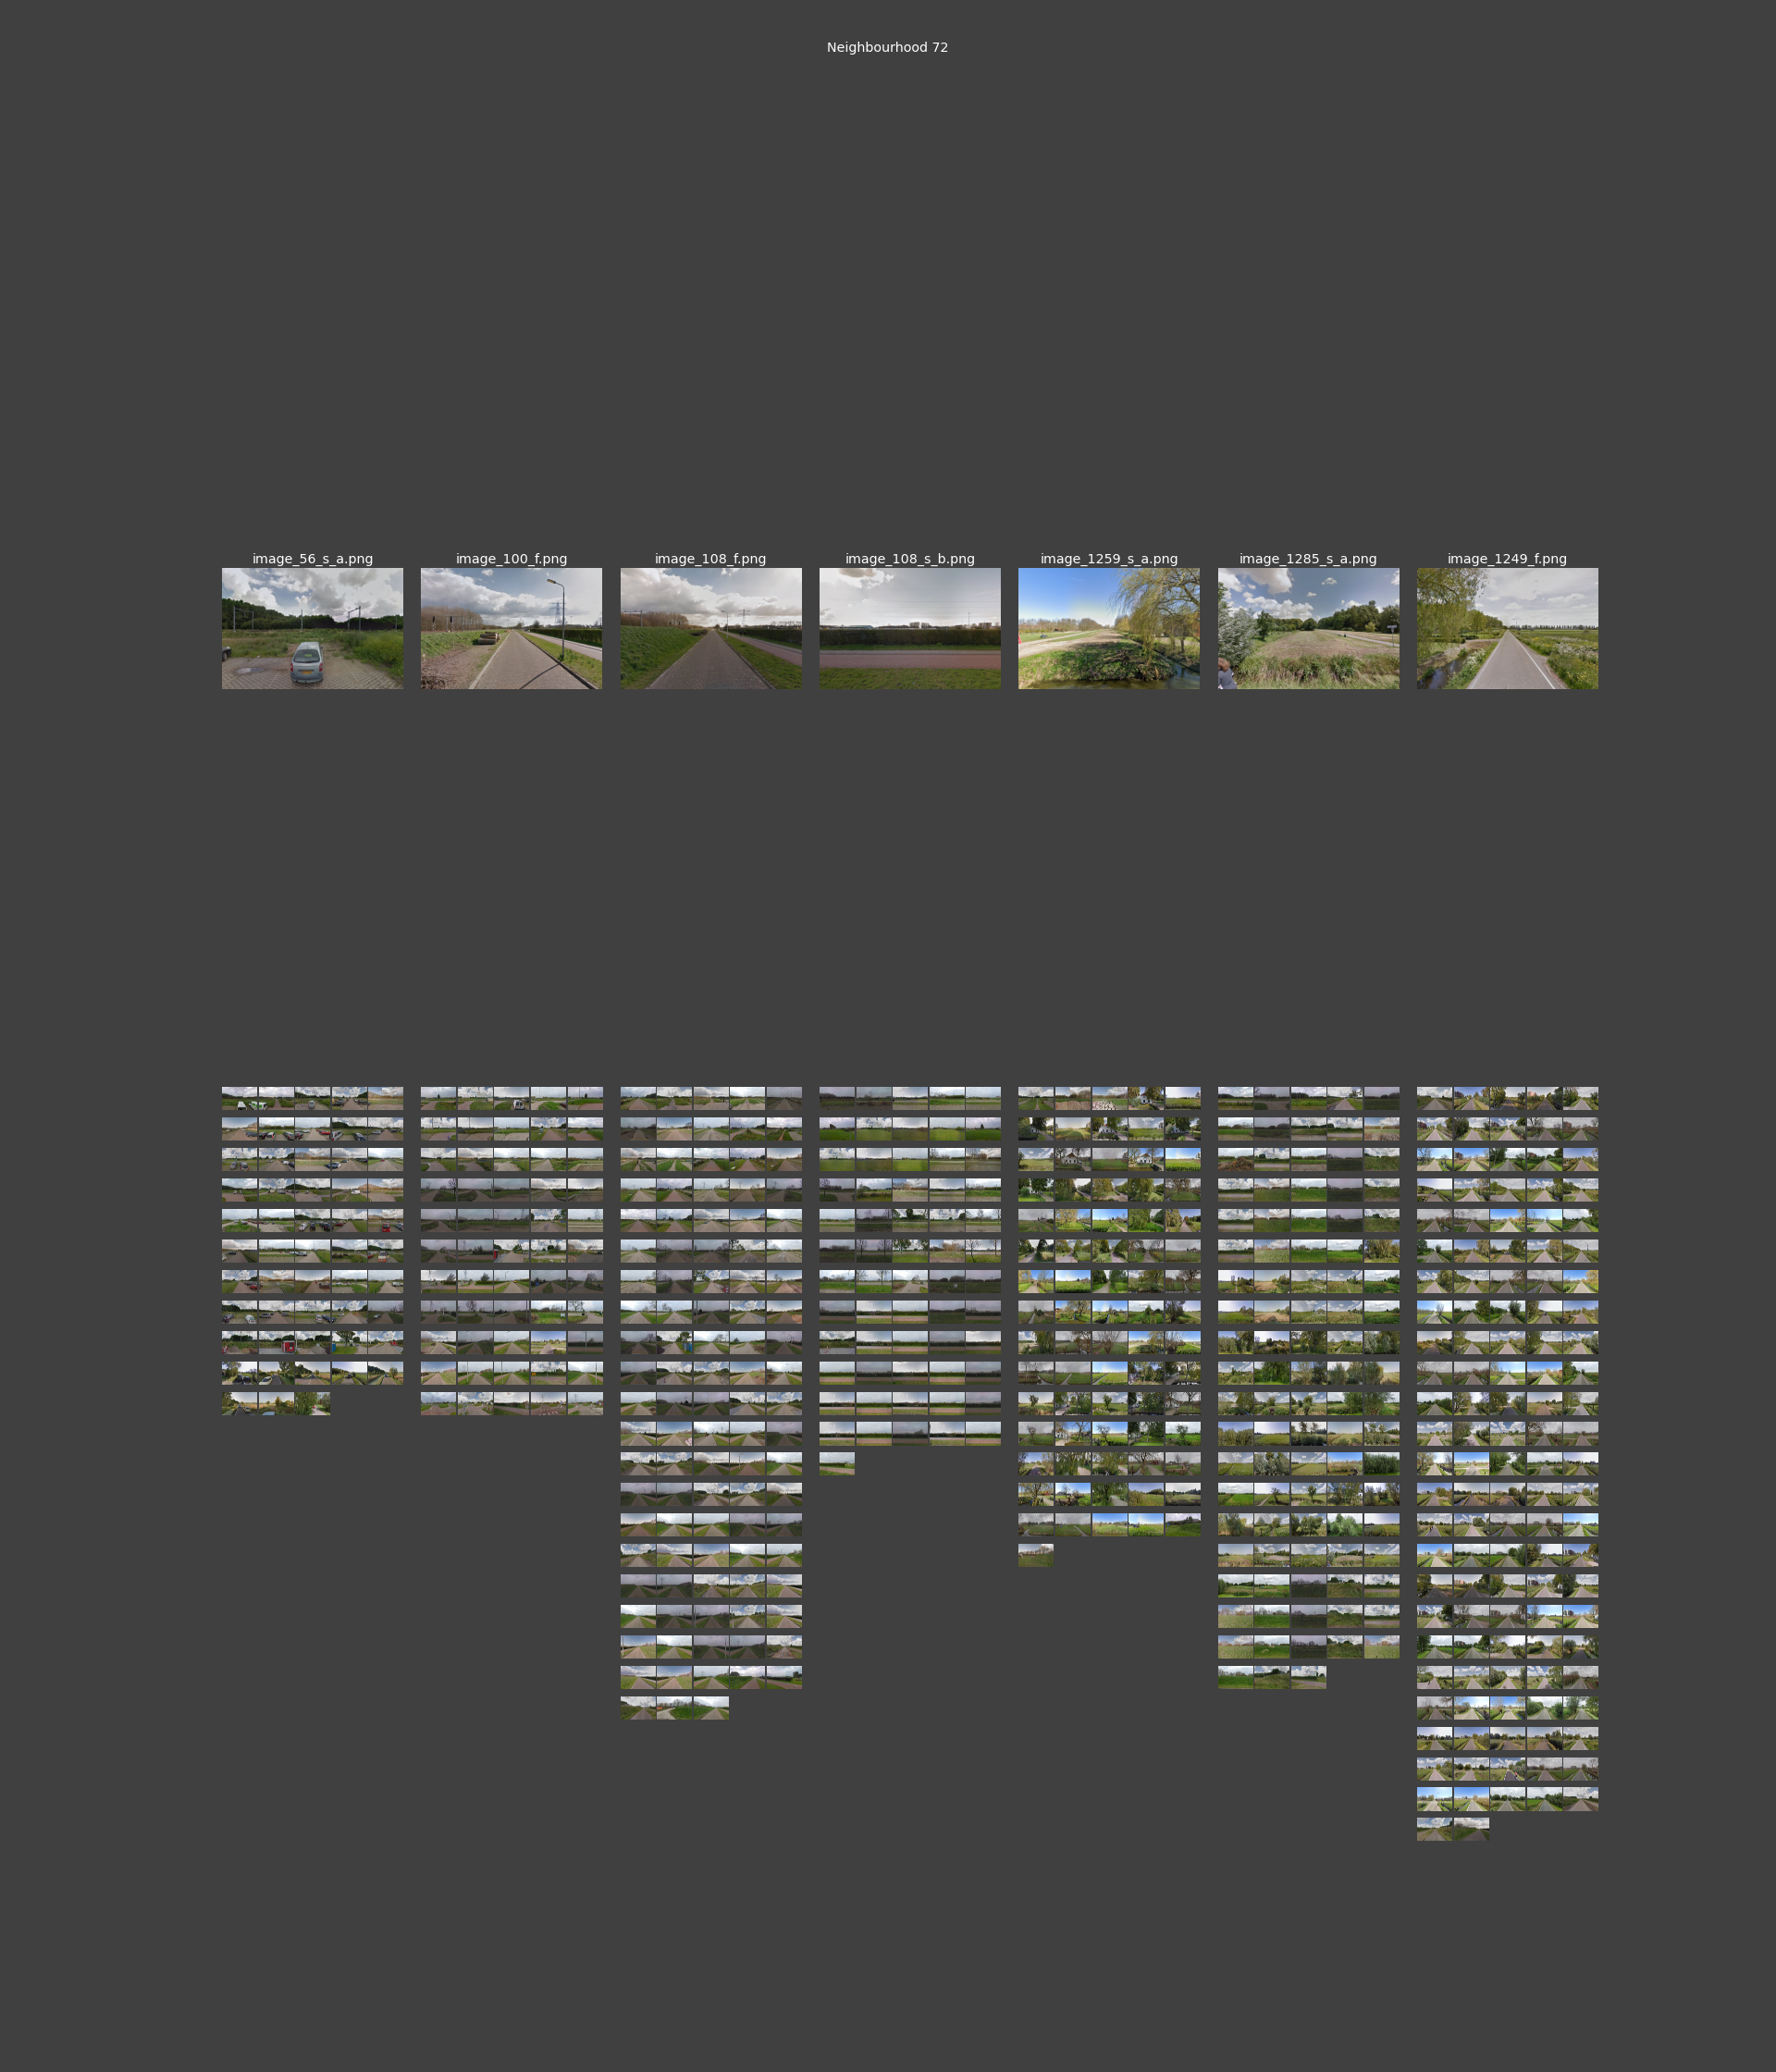 Neighbourhood 72
image_56_s_a.png
image_100_f.png
image_108_f.png
image_108_s_b.png
image_1259_s_a.png
image_1285_s_a.png
image_1249_f.png